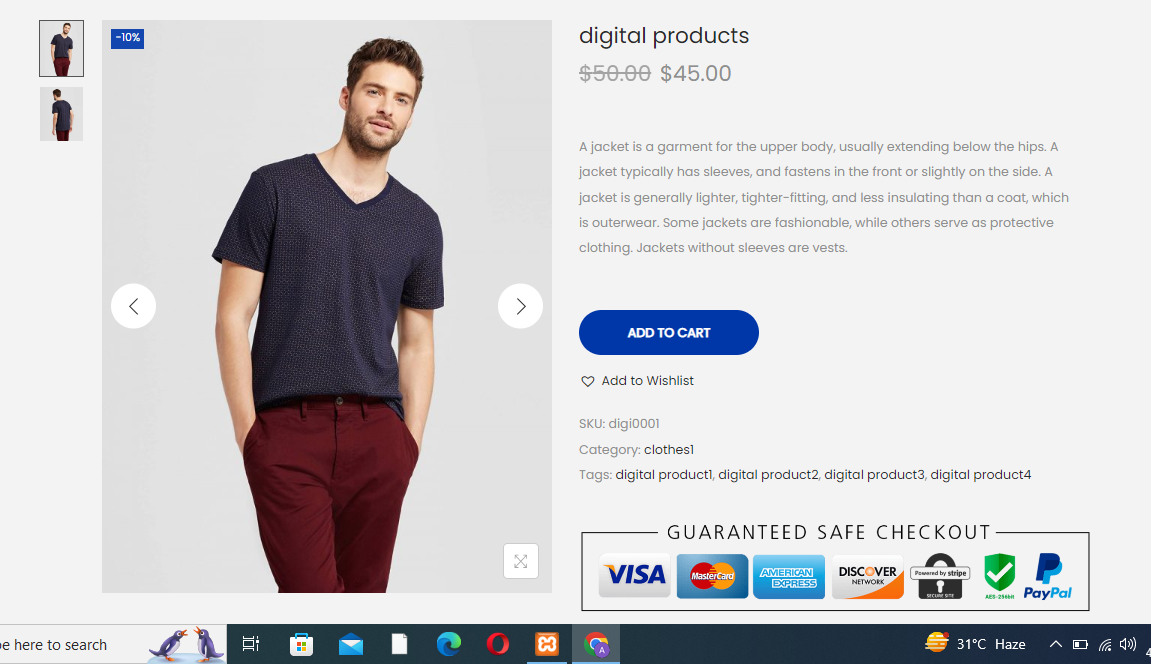 -10%
digital products
$50.00 $45.00
A jacket is a garment for the upper body, usually extending below the hips. A
jacket typically has sleeves, and fastens in the front or slightly on the side. A
jacket is generally lighter, tighter-fitting, and less insulating than a coat, which
is outerwear. Some jackets are fashionable, while others serve as protective
clothing. Jackets without sleeves are vests.
ADD TO CART
Add to Wishlist
SKU: digi0001
Category: clothes1
Tags: digital product1, digital product2, digital product3, digital product4
GUARANTEED SAFE CHECKOUT
VISA
MasterCard
AMERICAN
EXPRESS
DISCOVER
NETWORK
Powered by stripe
SECURE SITE
AES-256bit
PayPal
pe here to search
A
31°C Haze
4